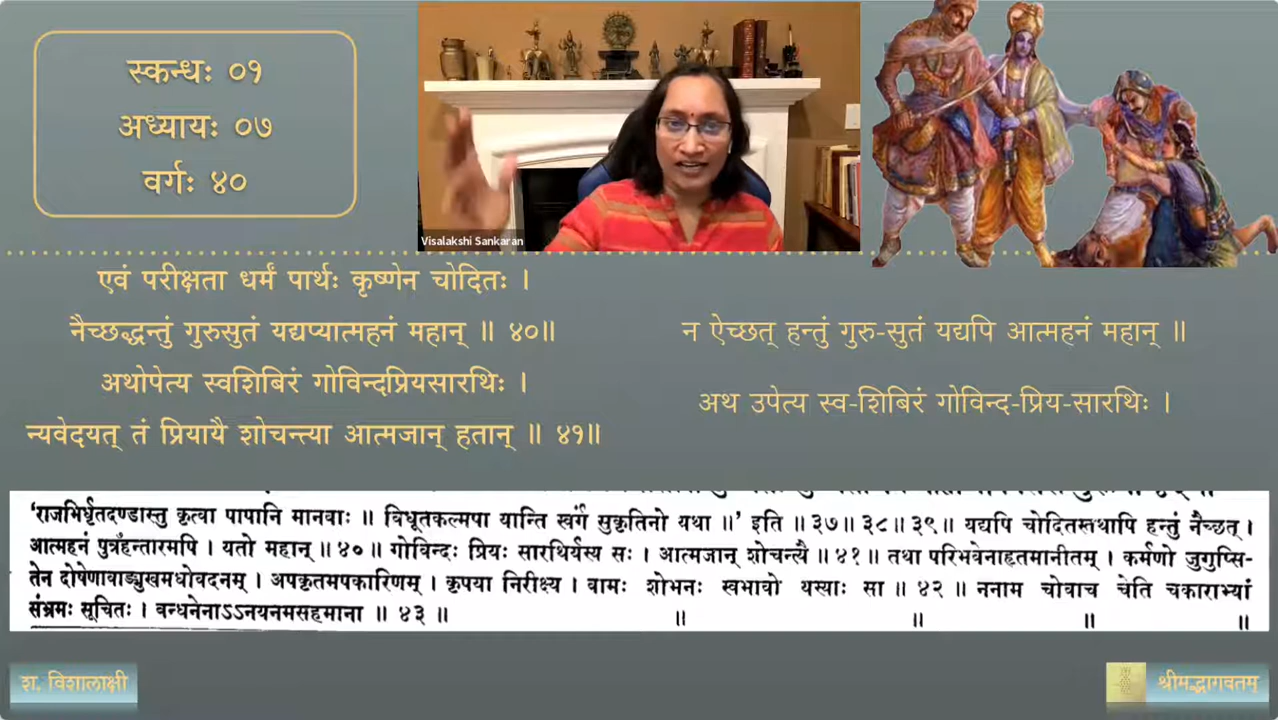 स्कन्धः ०१
अध्यायः ०७
वर्गः ४०
Visalakshi Sankaran
एवं परीक्षता धर्मं पार्थः कृष्णेन चोदितः ।
नैच्छद्धन्तुं गुरुसुतं यद्यप्यात्महनं महान् ॥ ४०॥
अथोपेत्य स्वशिबिरं गोविन्दप्रियसारथिः ।
न्यवेदयत् तं प्रियायै शोचन्त्या आत्मजान् हतान् ॥ ४१॥
न ऐच्छत् हन्तुं गुरु-सुतं यद्यपि आत्महनं महान् ॥
अथ उपेत्य स्व-शिबिरं गोविन्द-प्रिय-सारथिः ।
‘राजभिर्धृतदण्डास्तु कृत्वा पापानि मानवाः ॥ विधूतकल्मषा यान्ति स्वर्गं सुकृतिनो यथा ॥’ इति ॥ ३७॥ ३८॥ ३९॥ यद्यपि चोदितस्तथापि हन्तुं नैच्छत् ।
आत्महनं पुत्रहन्तारमपि । यतो महान् ॥ ४० ॥ गोविन्दः प्रियः सारथिर्यस्य सः । आत्मजान् शोचन्त्यै ॥ ४१ ॥ तथा परिभवेनाहृतमानीतम् । कर्मणो जुगुप्सि-
तेन दोषेणावाङ्मुखमधोवदनम् । अपकृतमपकारिणम् । कृपया निरीक्ष्य । वामः शोभनः स्वभावो यस्याः सा ॥ ४२ ॥ ननाम चोवाच चेति चकाराभ्यां
संभ्रमः सूचितः । बन्धनेनाऽऽनयनमसहमाना ॥ ४३ ॥ ॥ ॥ ॥ ॥
श. विशालाक्षी
श्रीमद्भागवतम्